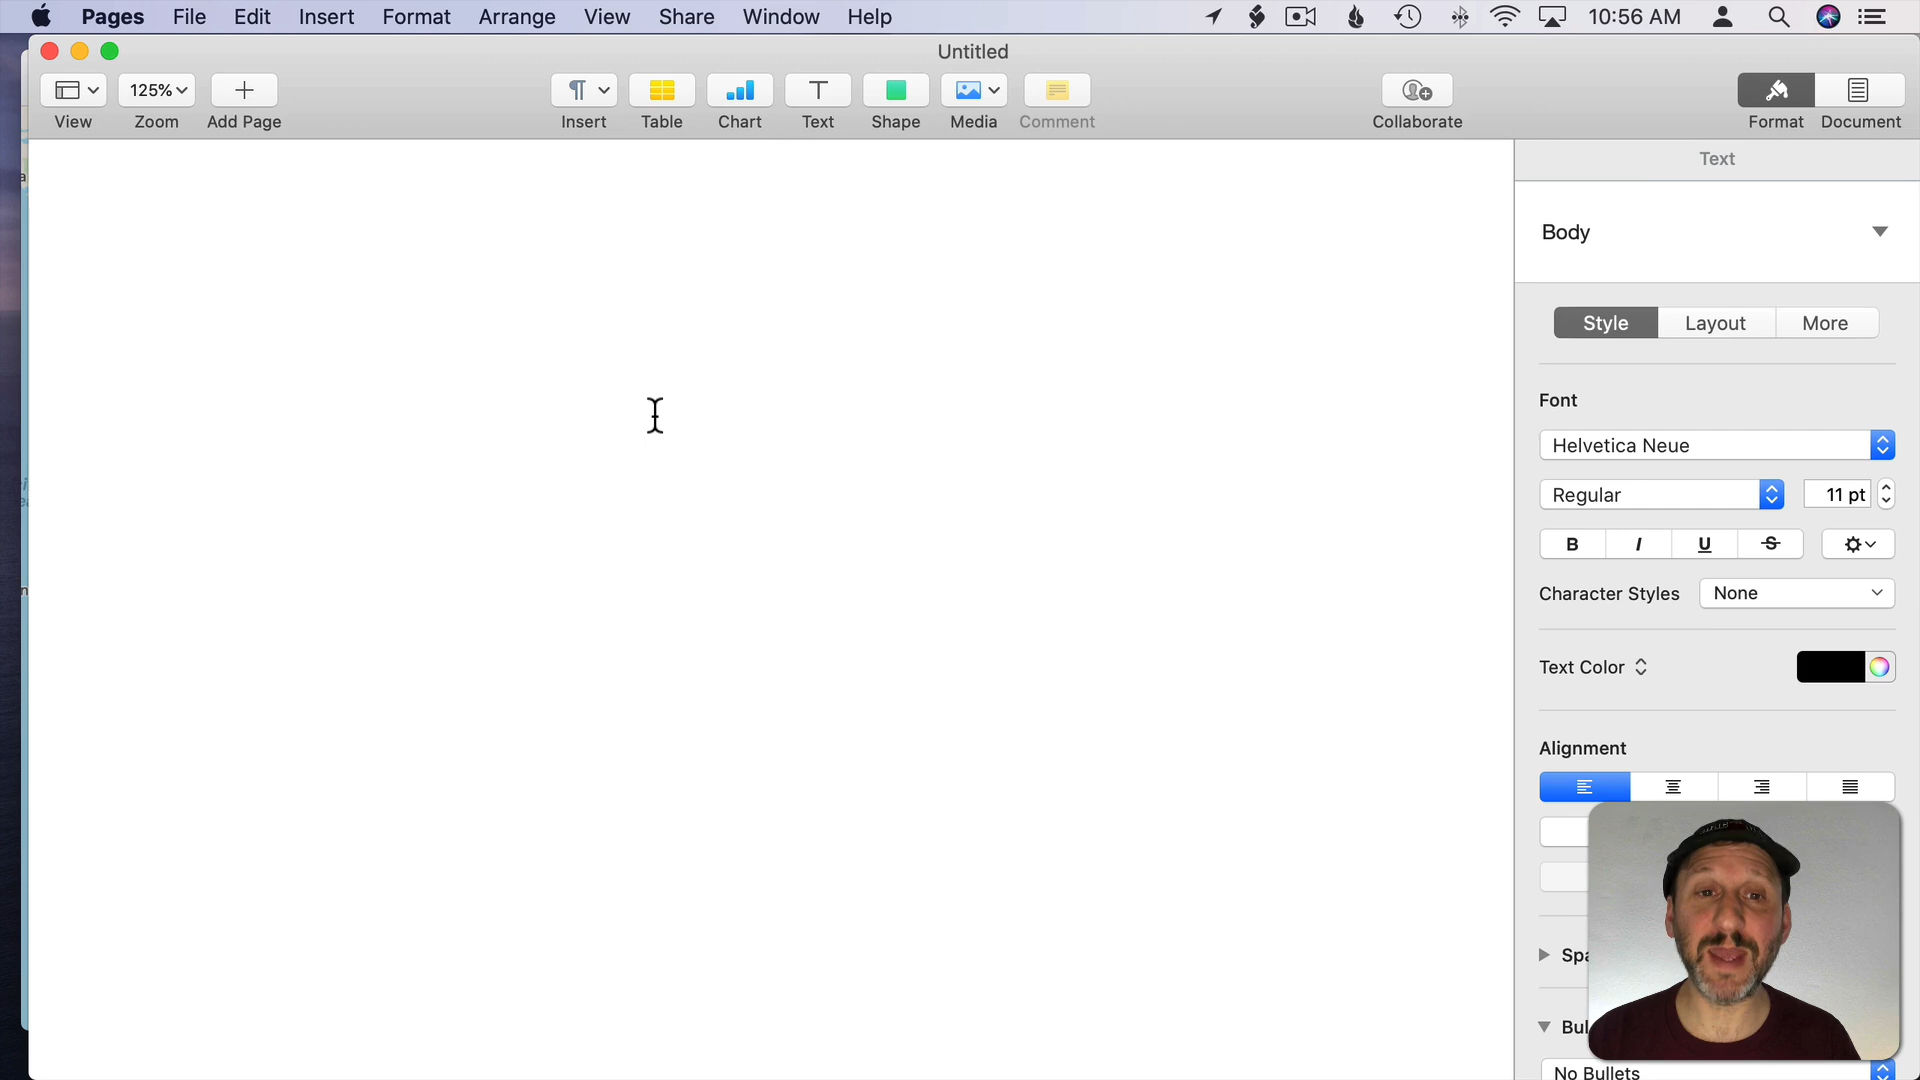 Pages File Edit Insert Format Arrange View Share Window Help 10:56 AM
Untitled
125%
View Zoom Add Page Insert Table Chart Text Shape Media Comment Collaborate Format Document
Text
Body
Style Layout More
Font
Helvetica Neue
Regular 11 pt
B I U S
Character Styles None
Text Color
Alignment
Spa
Bul
No Bullets